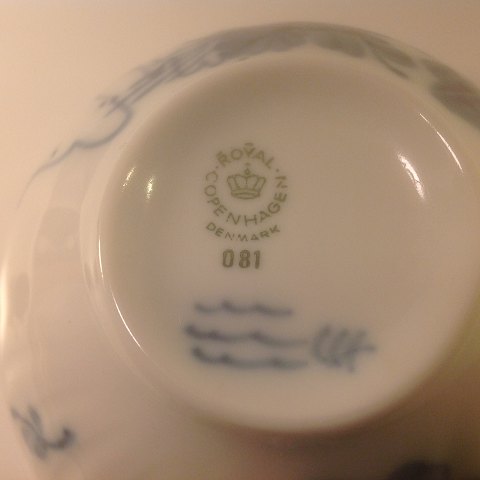 ROYAL
COPENHAGEN
DENMARK
081